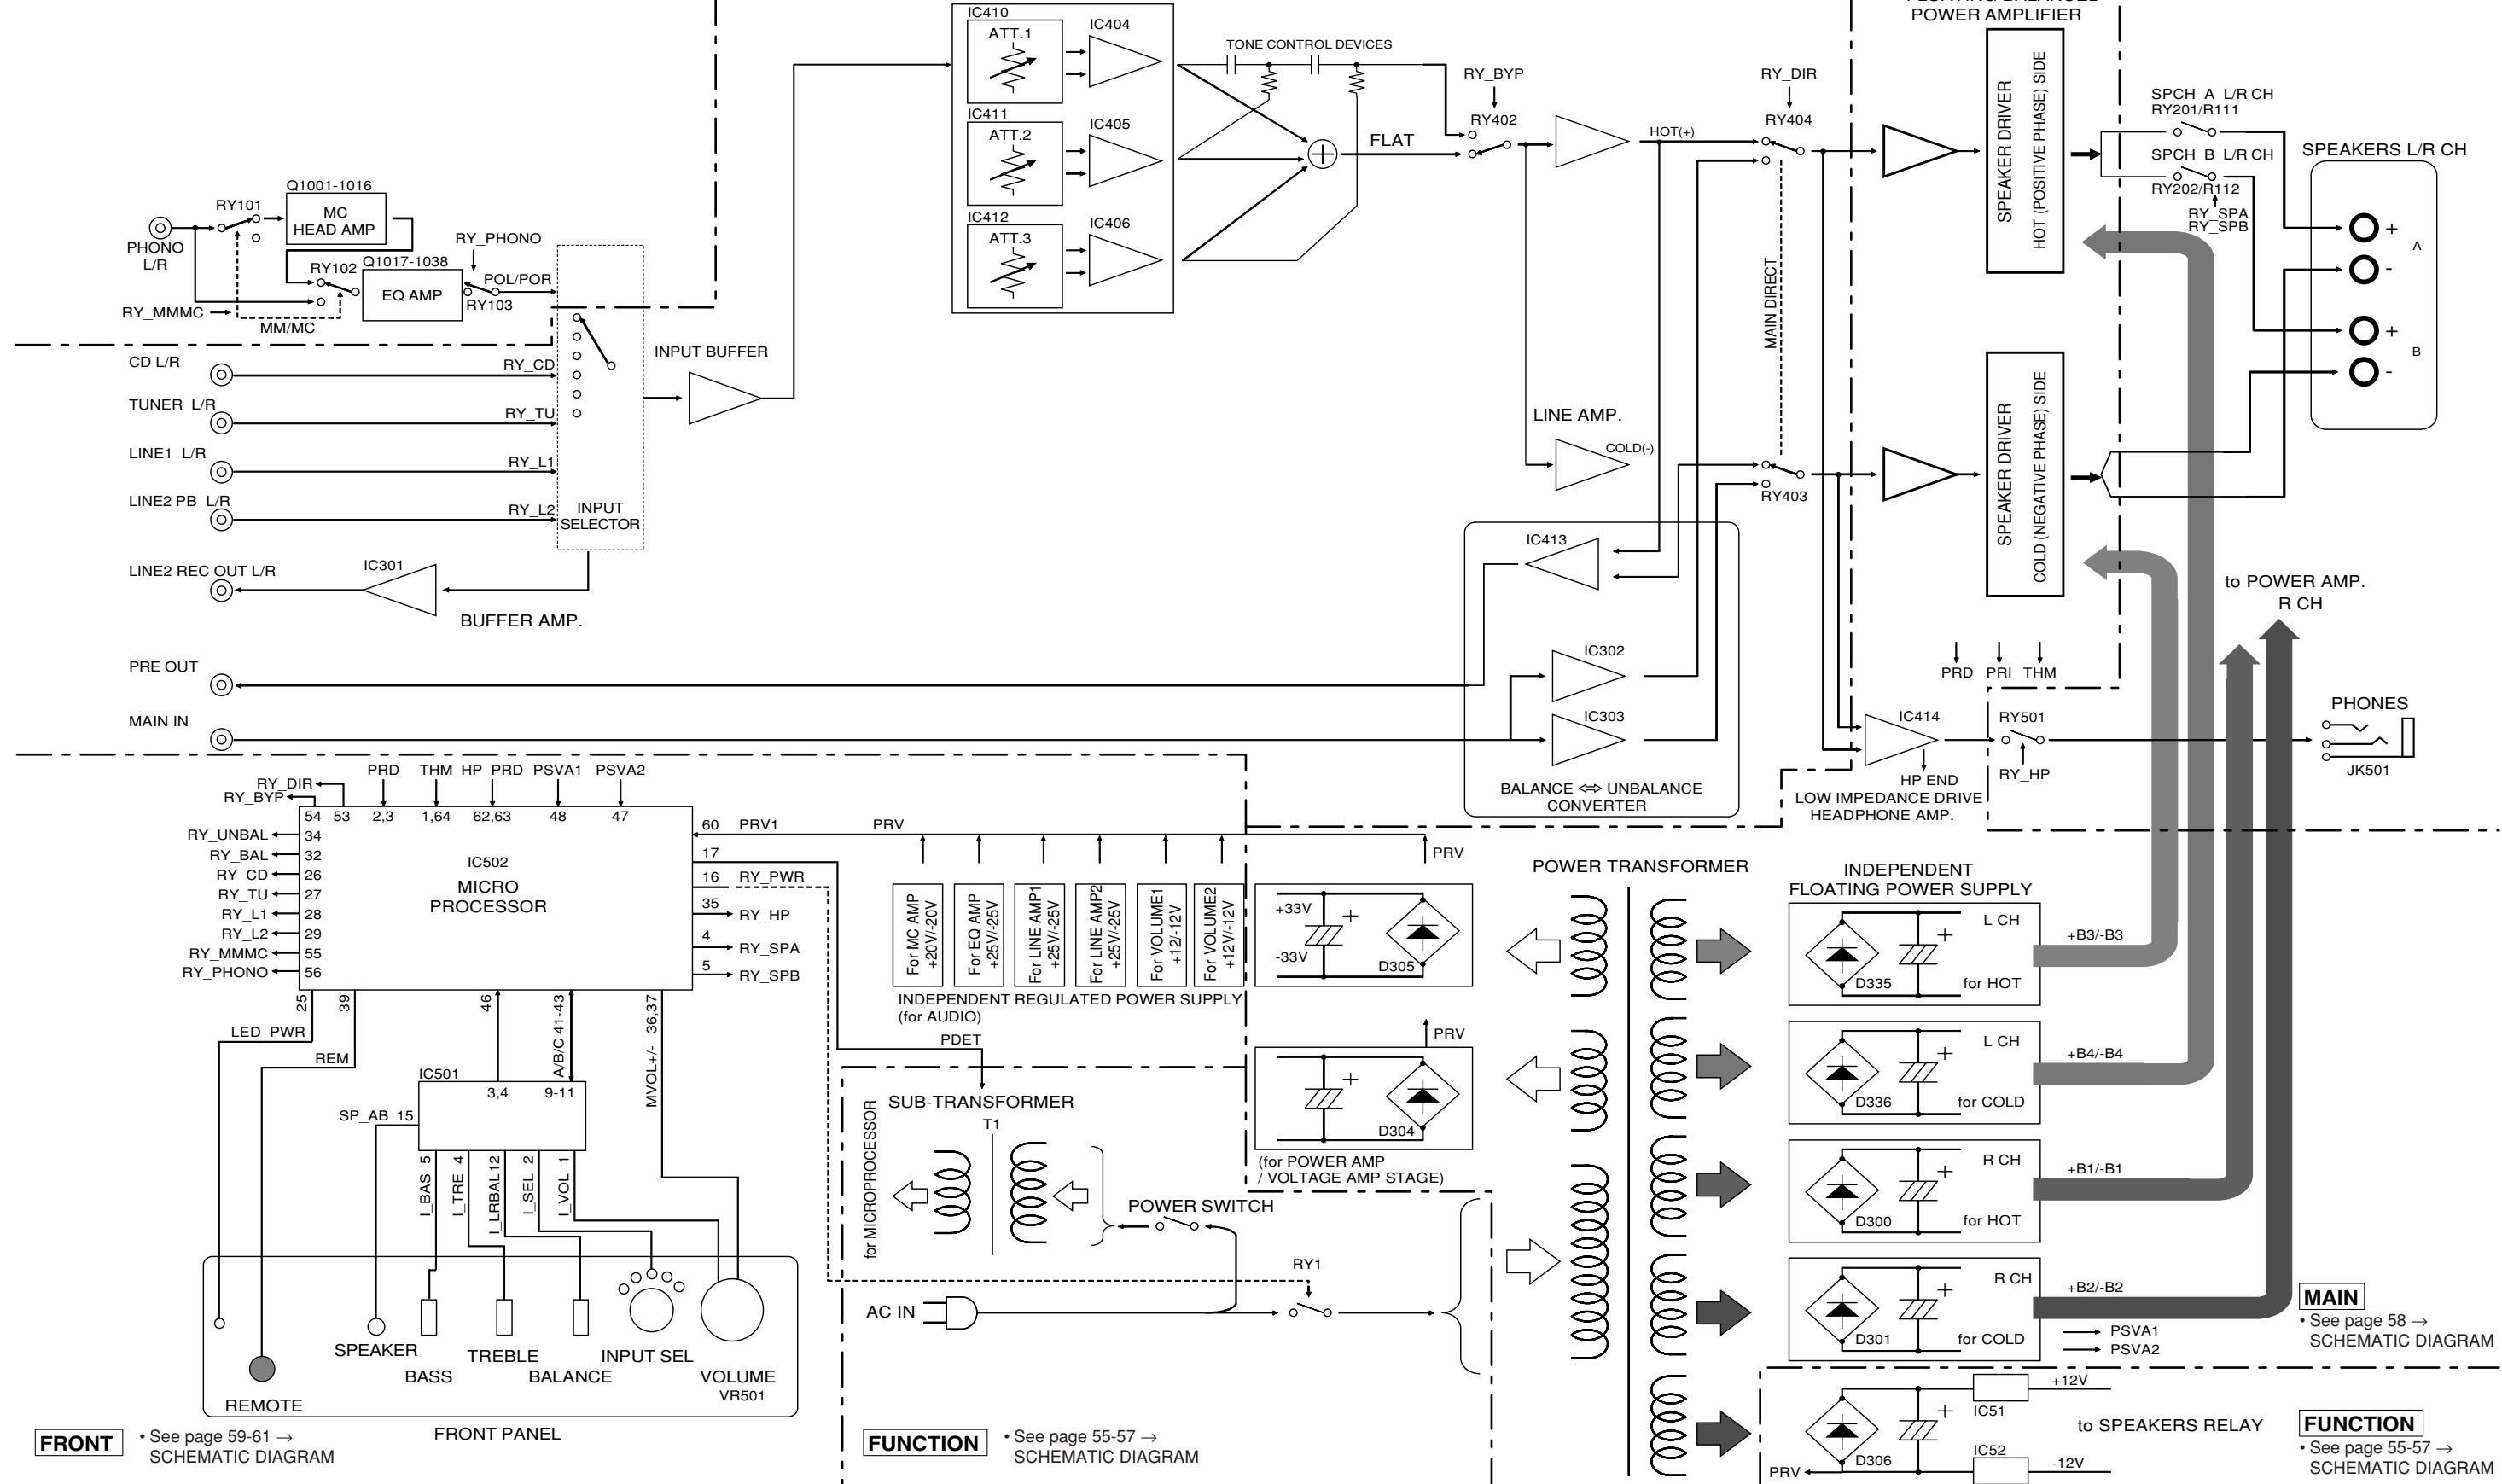 POWER AMPLIFIER
IC410
ATT.1
IC404
IC411
ATT.2
IC405
IC412
ATT.3
IC406
TONE CONTROL DEVICES
FLAT
RY_BYP
RY402
HOT(+)
RY_DIR
RY404
MAIN DIRECT
LINE AMP.
COLD(-)
RY403
SPEAKER DRIVER
HOT (POSITIVE PHASE) SIDE
SPEAKER DRIVER
COLD (NEGATIVE PHASE) SIDE
SPCH A L/R CH
RY201/R111
SPCH B L/R CH
RY202/R112
RY_SPA
RY_SPB
SPEAKERS L/R CH
+
A
-
+
B
-
Q1001-1016
RY101
MC
HEAD AMP
PHONO
L/R
RY_PHONO
RY102
Q1017-1038
EQ AMP
POL/POR
RY103
RY_MMMC
MM/MC
CD L/R
RY_CD
TUNER L/R
RY_TU
LINE1 L/R
RY_L1
LINE2 PB L/R
RY_L2
INPUT
SELECTOR
INPUT BUFFER
LINE2 REC OUT L/R
IC301
BUFFER AMP.
PRE OUT
MAIN IN
IC413
IC302
IC303
BALANCE ⇔ UNBALANCE
CONVERTER
to POWER AMP.
R CH
PRD PRI THM
IC414
HP END
LOW IMPEDANCE DRIVE
HEADPHONE AMP.
RY501
RY_HP
PHONES
JK501
RY_DIR
RY_BYP
PRD THM HP_PRD PSVA1 PSVA2
54 53 2,3 1,64 62,63 48 47
RY_UNBAL 34
RY_BAL 32
RY_CD 26
RY_TU 27
RY_L1 28
RY_L2 29
RY_MMMC 55
RY_PHONO 56
IC502
MICRO
PROCESSOR
60 PRV1 PRV
17
16 RY_PWR
35 RY_HP
4 RY_SPA
5 RY_SPB
25
39
46
A/B/C 41-43
MVOL+/- 36,37
LED_PWR
REM
IC501
3,4 9-11
SP_AB 15
I_BAS 5
I_TRE 4
I_LRBAL12
I_SEL 2
I_VOL 1
SPEAKER
BASS
TREBLE
BALANCE
INPUT SEL
VOLUME
VR501
REMOTE
FRONT PANEL
FRONT
• See page 59-61 →
SCHEMATIC DIAGRAM
For MC AMP
+20V/-20V
For EQ AMP
+25V/-25V
For LINE AMP1
+25V/-25V
For LINE AMP2
+25V/-25V
For VOLUME1
+12/-12V
For VOLUME2
+12V/-12V
INDEPENDENT REGULATED POWER SUPPLY
(for AUDIO)
PDET
for MICROPROCESSOR
SUB-TRANSFORMER
T1
POWER SWITCH
RY1
AC IN
FUNCTION
• See page 55-57 →
SCHEMATIC DIAGRAM
PRV
+33V
+
-33V
D305
PRV
+
D304
(for POWER AMP
/ VOLTAGE AMP STAGE)
POWER TRANSFORMER
INDEPENDENT
FLOATING POWER SUPPLY
L CH
+
D335
for HOT
+B3/-B3
L CH
+
D336
for COLD
+B4/-B4
R CH
+
D300
for HOT
+B1/-B1
R CH
+
D301
for COLD
+B2/-B2
PSVA1
PSVA2
MAIN
• See page 58 →
SCHEMATIC DIAGRAM
+
D306
PRV
IC51
+12V
to SPEAKERS RELAY
IC52
-12V
FUNCTION
• See page 55-57 →
SCHEMATIC DIAGRAM